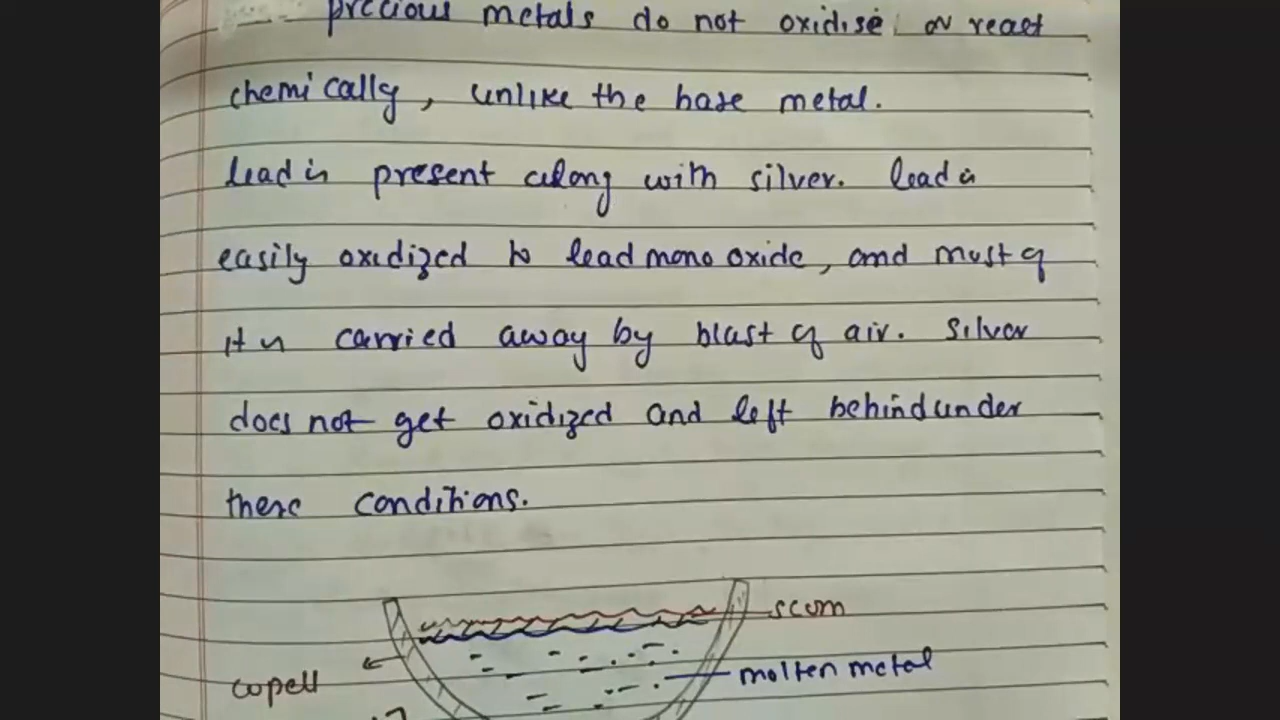 precious metals do not oxidise or react
chemically, unlike the base metal.
lead is present along with silver. lead is
easily oxidized to lead mono oxide, and most of
it is carried away by blast of air. Silver
does not get oxidized and left behind under
these conditions.
scum
molten metal
cupell